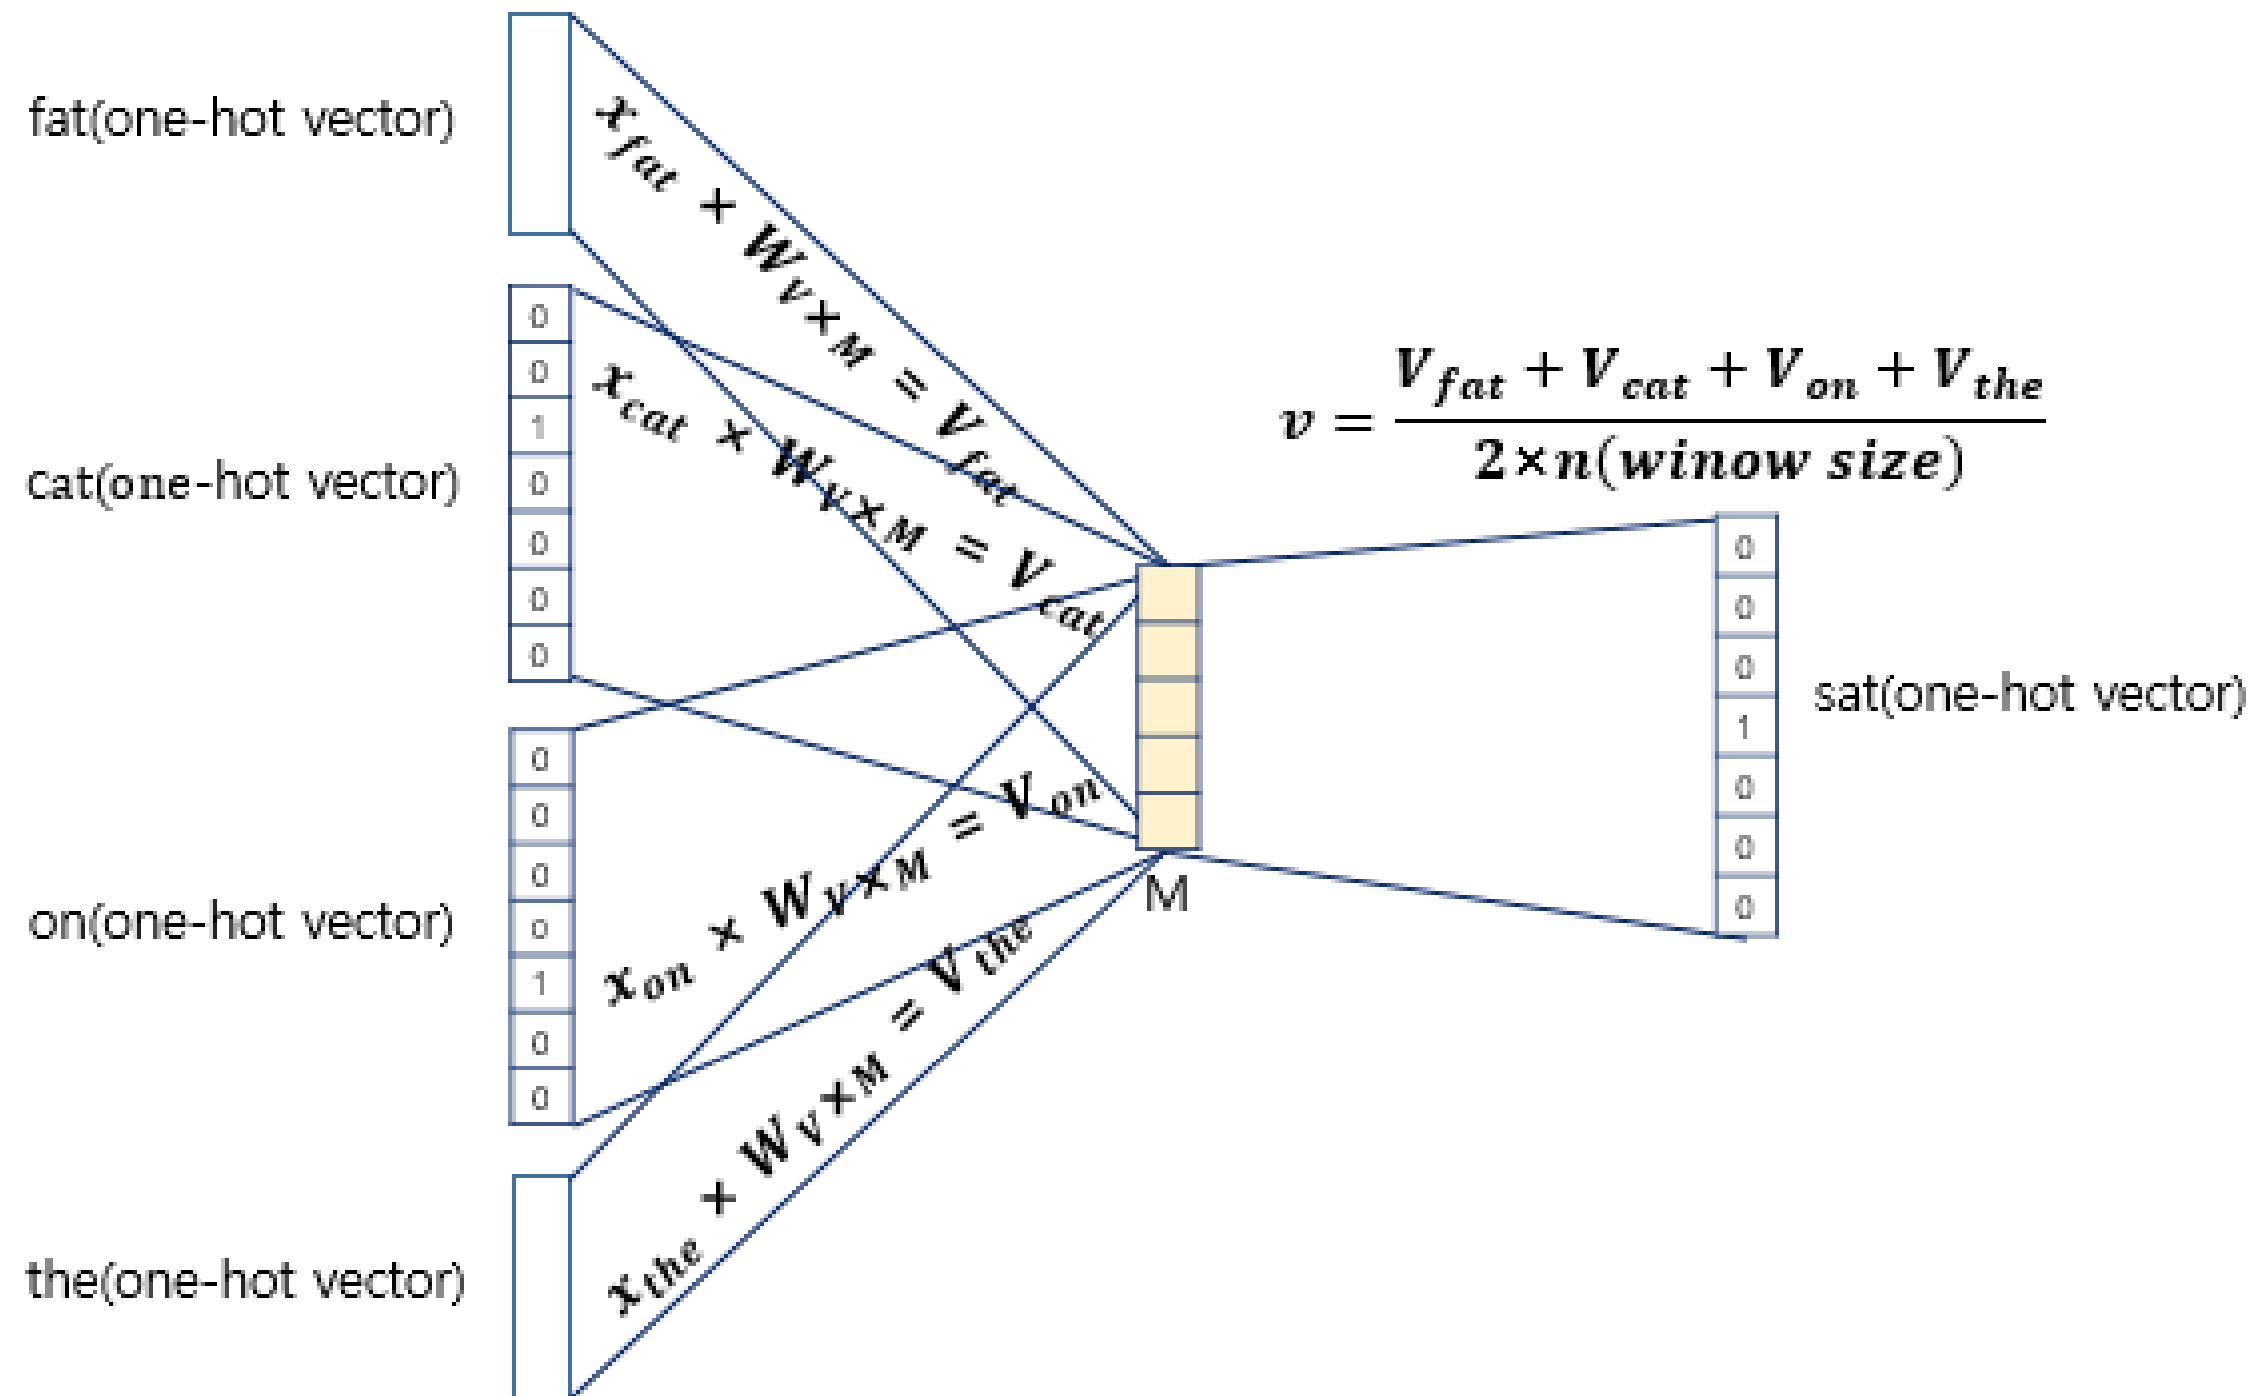 fat(one-hot vector)
x_fat × W_V×M = V_fat
0
0
1
0
0
0
0
cat(one-hot vector)
x_cat × W_V×M = V_cat
v = (V_fat + V_cat + V_on + V_the) / (2×n(winow size))
0
0
0
0
1
0
0
on(one-hot vector)
x_on × W_V×M = V_on
M
0
0
0
1
0
0
0
sat(one-hot vector)
the(one-hot vector)
x_the × W_V×M = V_the